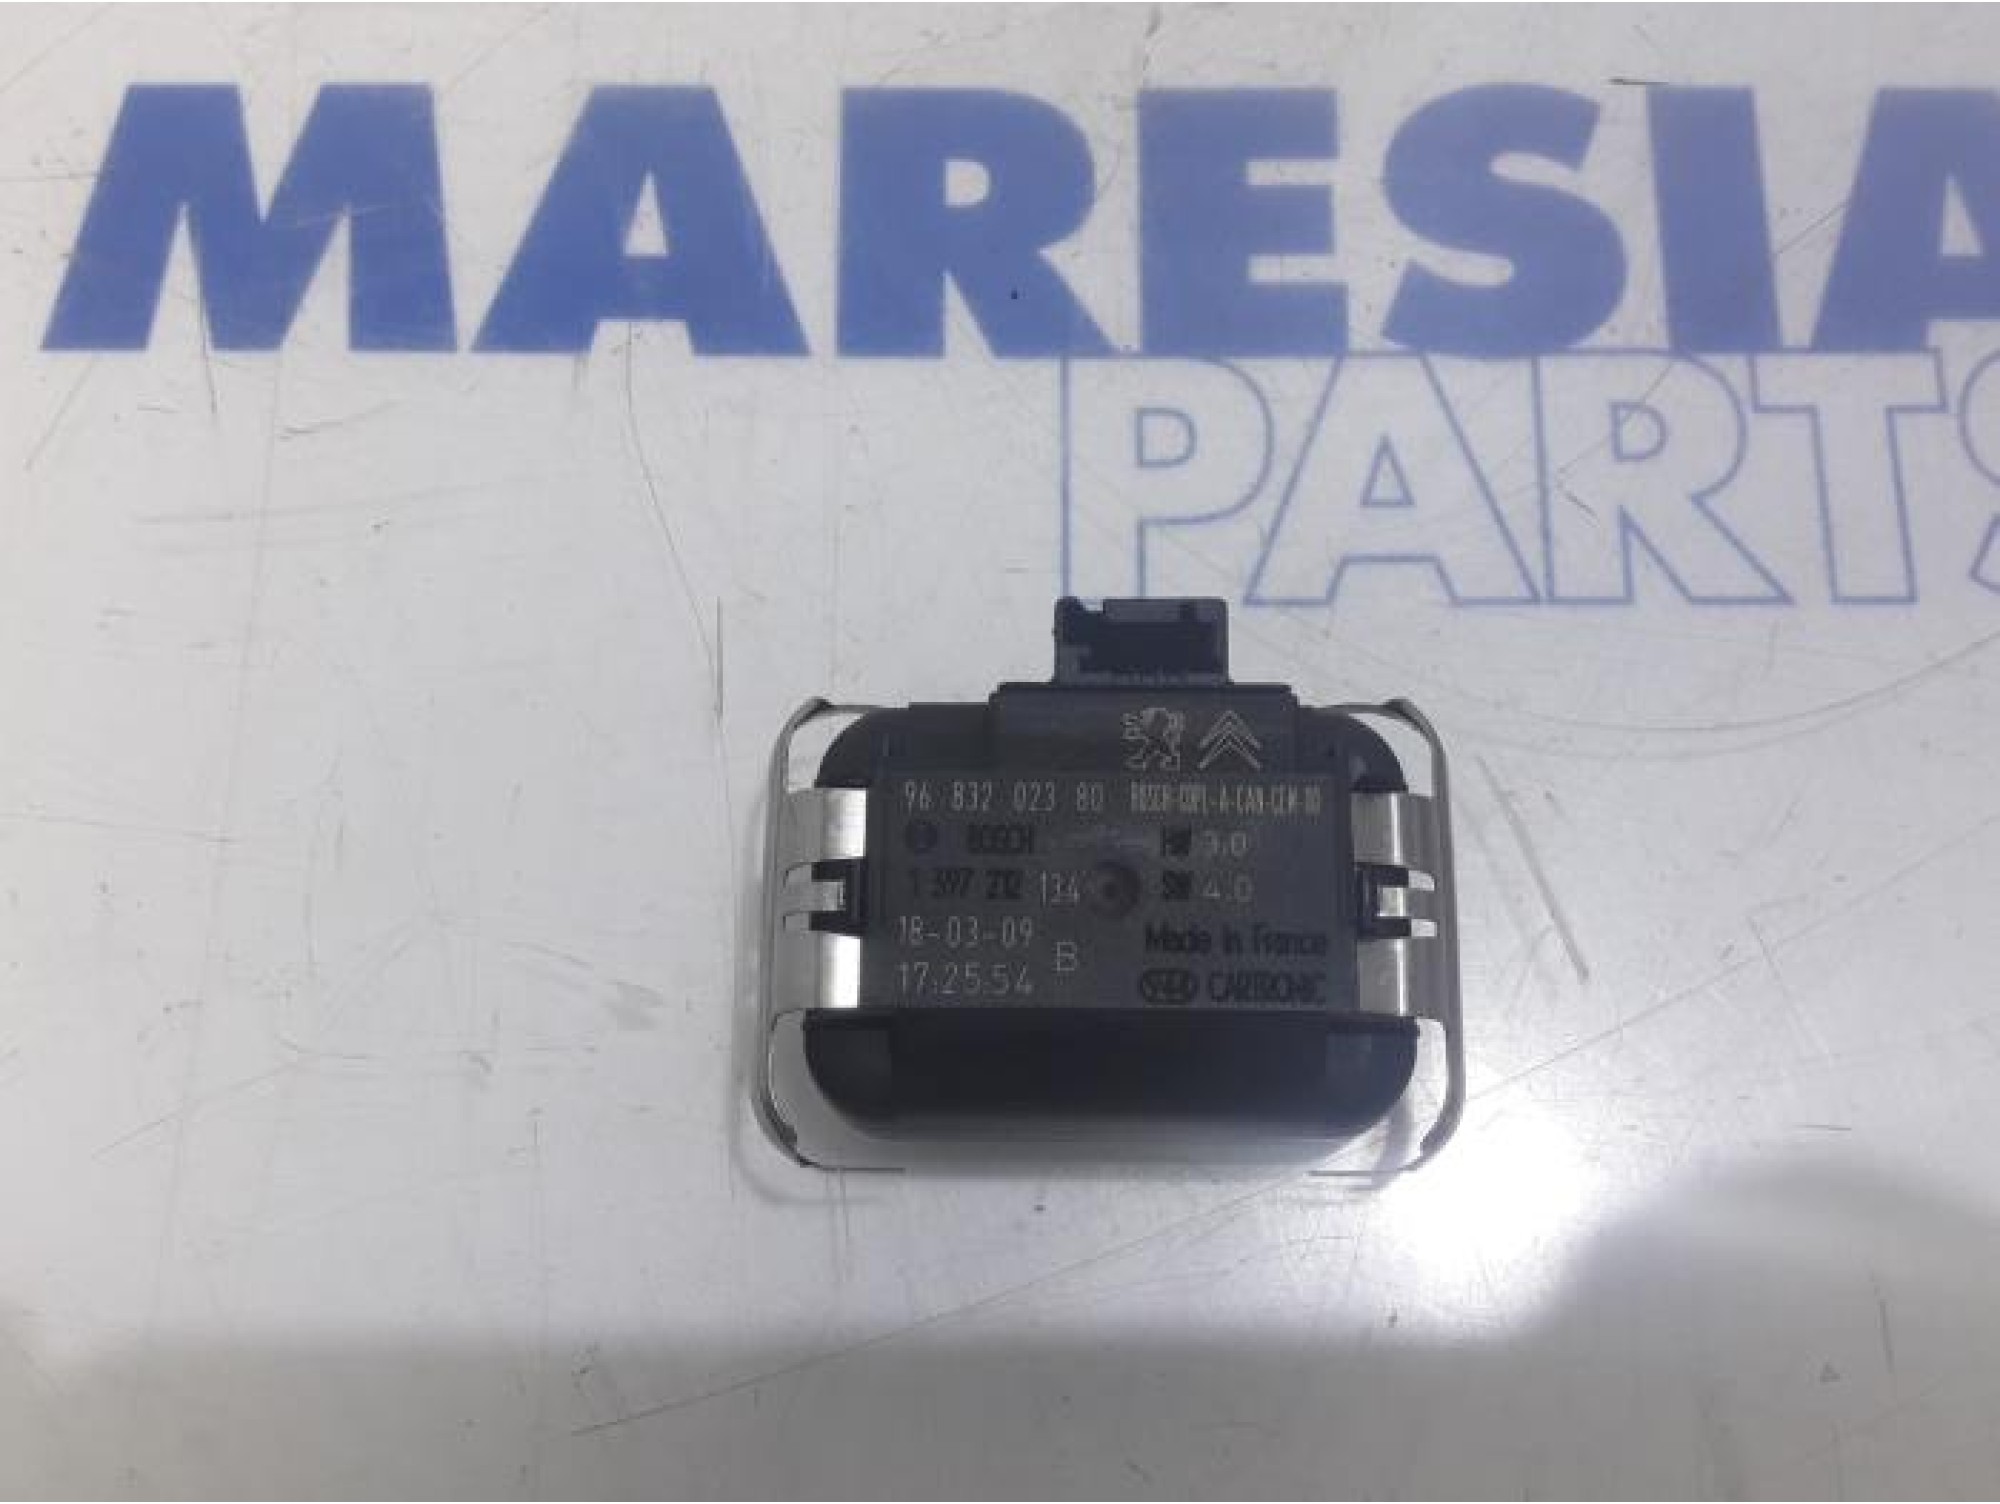 MARESIA
PARTS
96 832 023 80
BOSCH HW 3.0
1 397 212 134 SW 4.0
18-03-09
B
Made in France
17.25.54
CARTRONIC